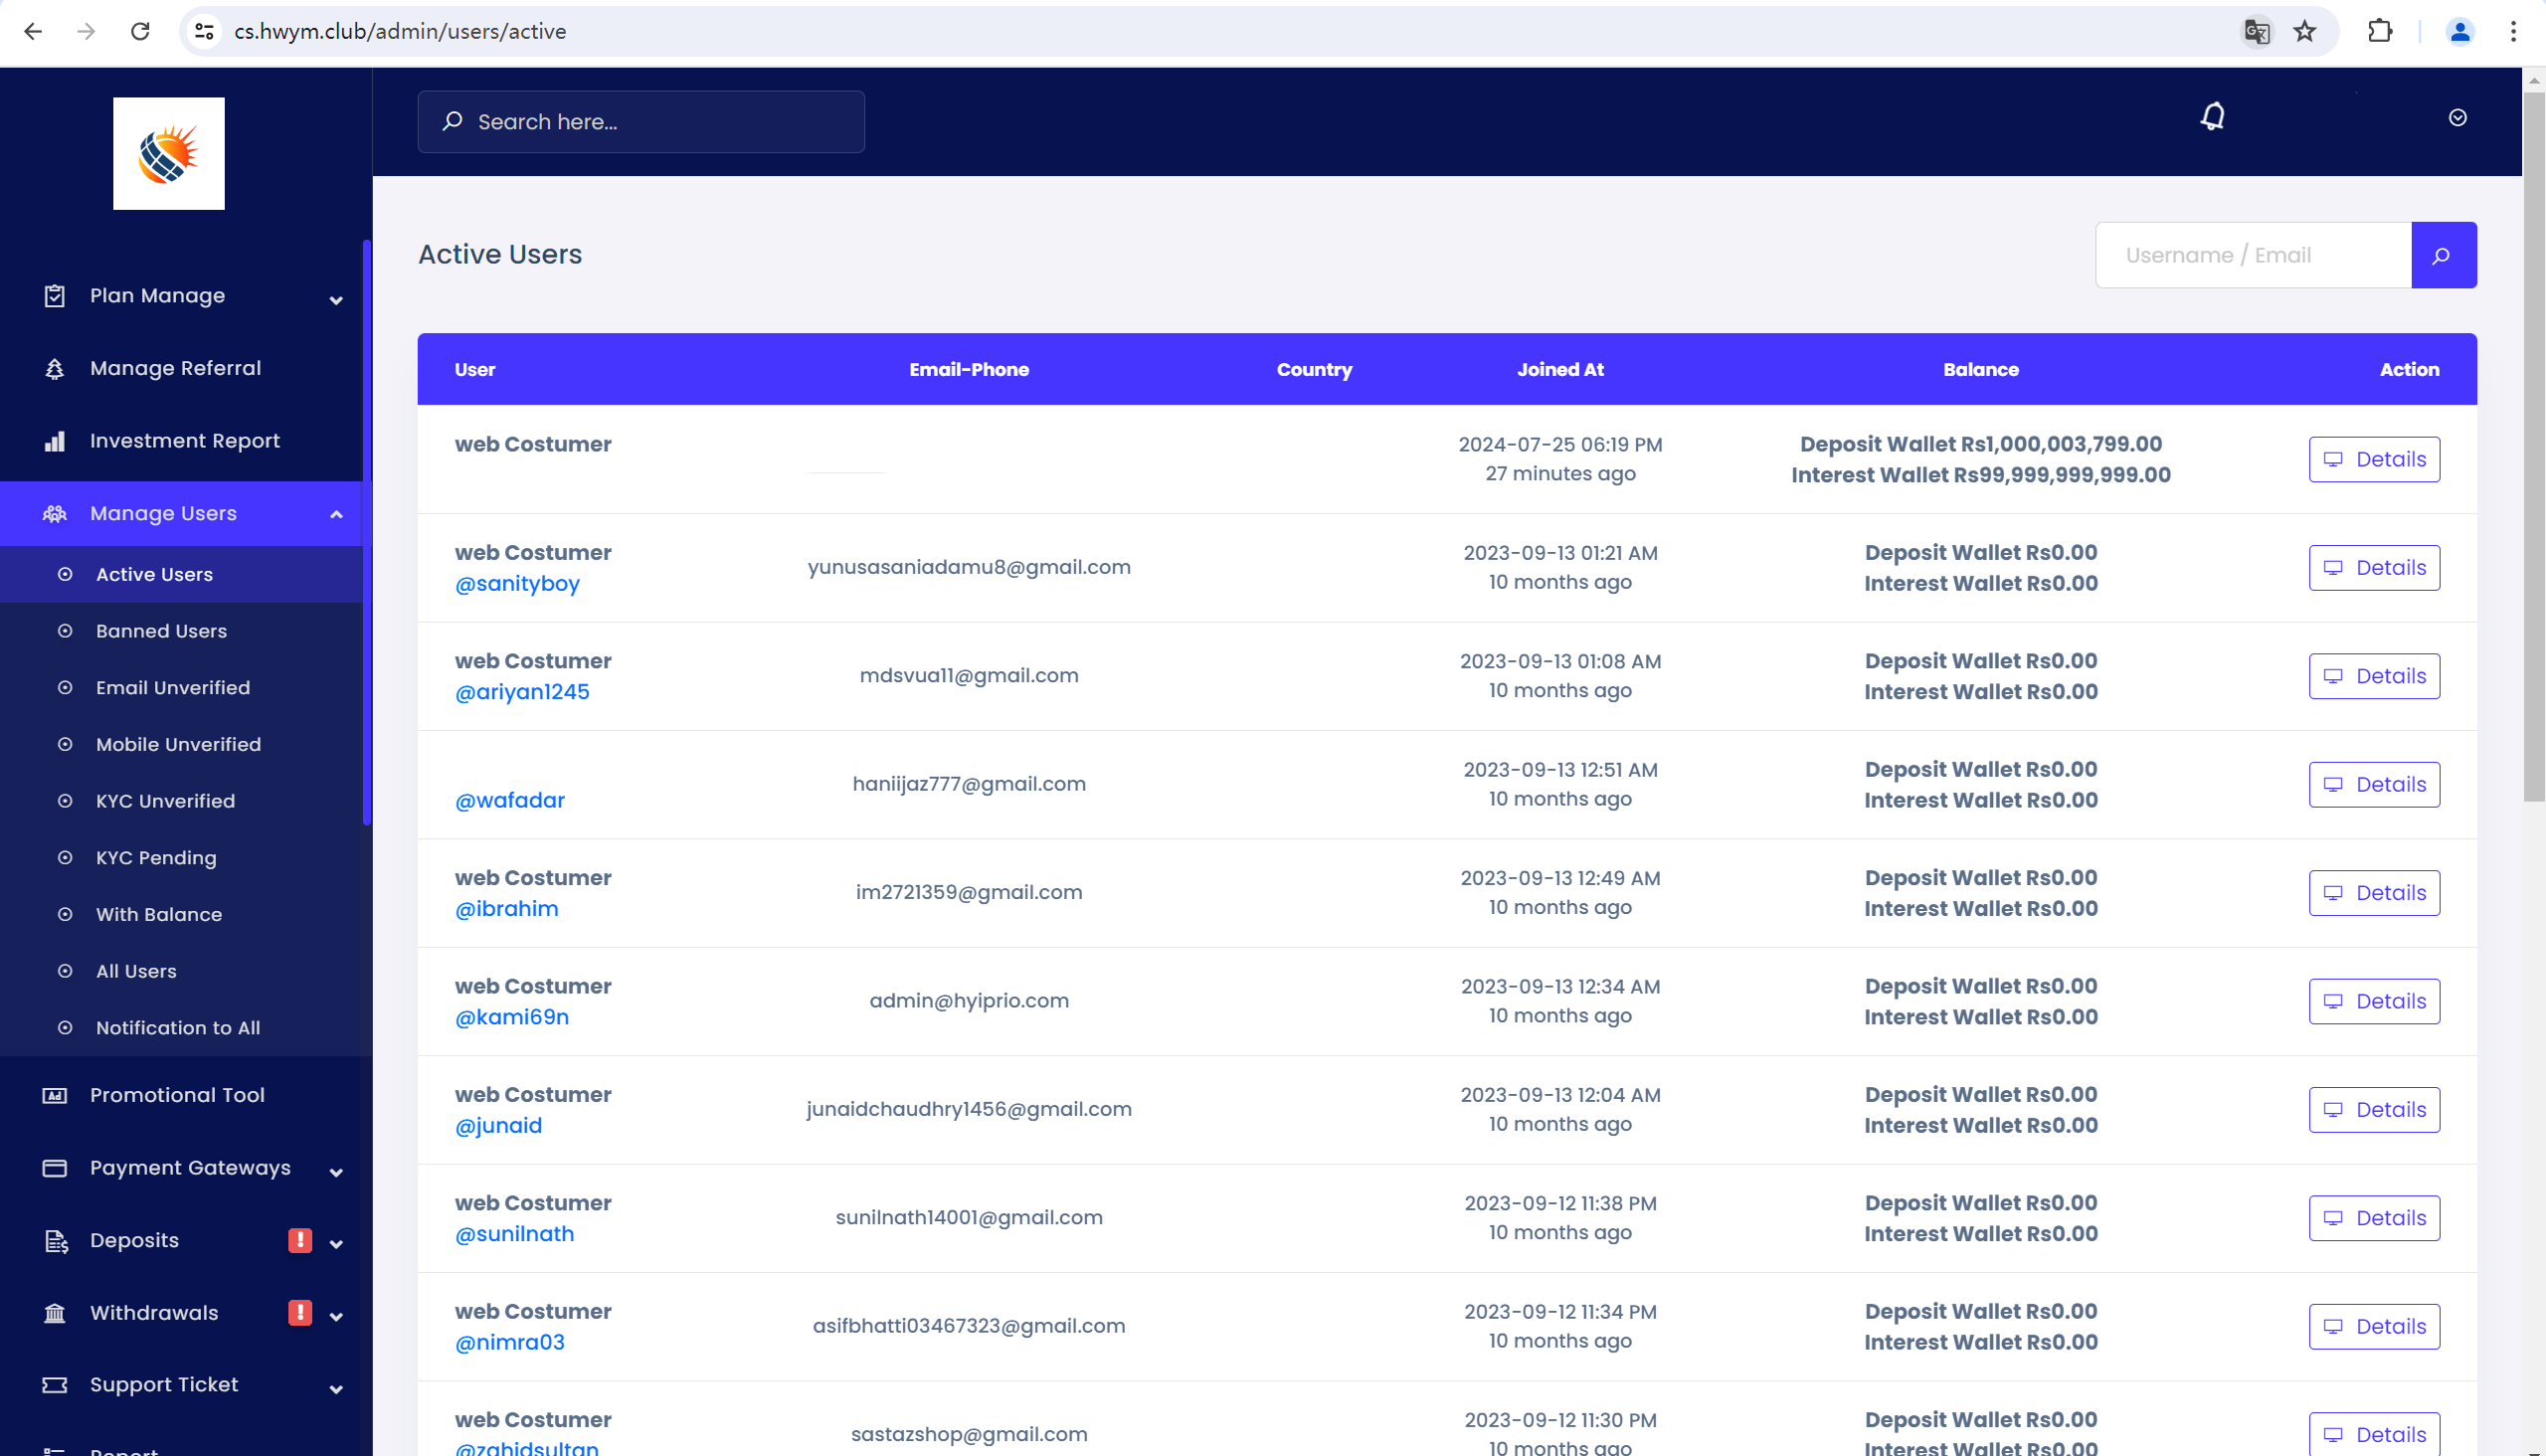 cs.hwym.club/admin/users/active
Search here...
Plan Manage
Manage Referral
Investment Report
Manage Users
Active Users
Banned Users
Email Unverified
Mobile Unverified
KYC Unverified
KYC Pending
With Balance
All Users
Notification to All
Promotional Tool
Payment Gateways
Deposits
Withdrawals
Support Ticket
Report
Active Users
Username / Email
User Email-Phone Country Joined At Balance Action
web Costumer 2024-07-25 06:19 PM Deposit Wallet Rs1,000,003,799.00 Details
27 minutes ago Interest Wallet Rs99,999,999,999.00
web Costumer yunusasaniadamu8@gmail.com 2023-09-13 01:21 AM Deposit Wallet Rs0.00 Details
@sanityboy 10 months ago Interest Wallet Rs0.00
web Costumer mdsvua11@gmail.com 2023-09-13 01:08 AM Deposit Wallet Rs0.00 Details
@ariyan1245 10 months ago Interest Wallet Rs0.00
haniijaz777@gmail.com 2023-09-13 12:51 AM Deposit Wallet Rs0.00 Details
@wafadar 10 months ago Interest Wallet Rs0.00
web Costumer im2721359@gmail.com 2023-09-13 12:49 AM Deposit Wallet Rs0.00 Details
@ibrahim 10 months ago Interest Wallet Rs0.00
web Costumer admin@hyiprio.com 2023-09-13 12:34 AM Deposit Wallet Rs0.00 Details
@kami69n 10 months ago Interest Wallet Rs0.00
web Costumer junaidchaudhry1456@gmail.com 2023-09-13 12:04 AM Deposit Wallet Rs0.00 Details
@junaid 10 months ago Interest Wallet Rs0.00
web Costumer sunilnath14001@gmail.com 2023-09-12 11:38 PM Deposit Wallet Rs0.00 Details
@sunilnath 10 months ago Interest Wallet Rs0.00
web Costumer asifbhatti03467323@gmail.com 2023-09-12 11:34 PM Deposit Wallet Rs0.00 Details
@nimra03 10 months ago Interest Wallet Rs0.00
web Costumer sastazshop@gmail.com 2023-09-12 11:30 PM Deposit Wallet Rs0.00 Details
@zahidsultan 10 months ago Interest Wallet Rs0.00